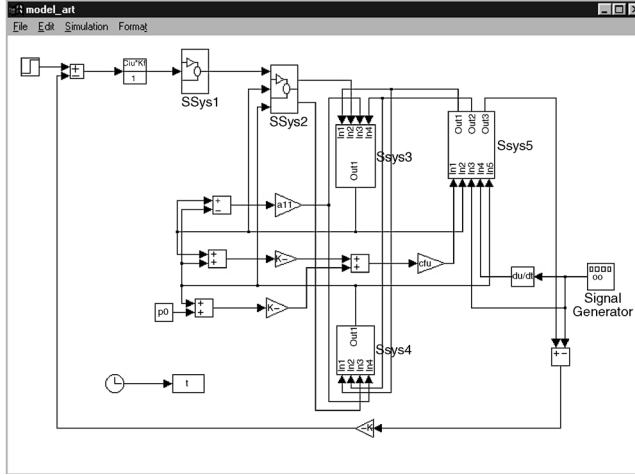 model_art
File Edit Simulation Format
1
SSys1
SSys2
In1 In2 In3 In4
Out1
Ssys3
Out1 Out2 Out3
In1 In2 In3 In4 In5
Ssys5
+ −
+ −
a11
+ +
K−
+ +
cfu
du/dt
Signal
Generator
p0
+ +
K−
Out1
In1 In2 In3 In4
Ssys4
+ −
t
−K